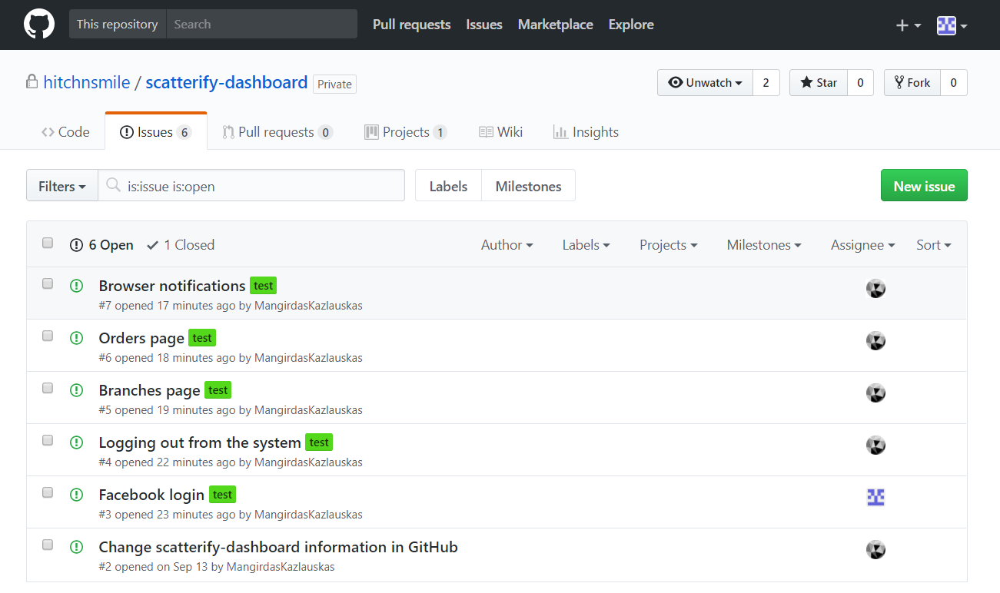 This repository Search Pull requests Issues Marketplace Explore
hitchnsmile / scatterify-dashboard Private Unwatch 2 Star 0 Fork 0
Code Issues 6 Pull requests 0 Projects 1 Wiki Insights
Filters is:issue is:open Labels Milestones New issue
6 Open 1 Closed Author Labels Projects Milestones Assignee Sort
Browser notifications test
#7 opened 17 minutes ago by MangirdasKazlauskas
Orders page test
#6 opened 18 minutes ago by MangirdasKazlauskas
Branches page test
#5 opened 19 minutes ago by MangirdasKazlauskas
Logging out from the system test
#4 opened 22 minutes ago by MangirdasKazlauskas
Facebook login test
#3 opened 23 minutes ago by MangirdasKazlauskas
Change scatterify-dashboard information in GitHub
#2 opened on Sep 13 by MangirdasKazlauskas